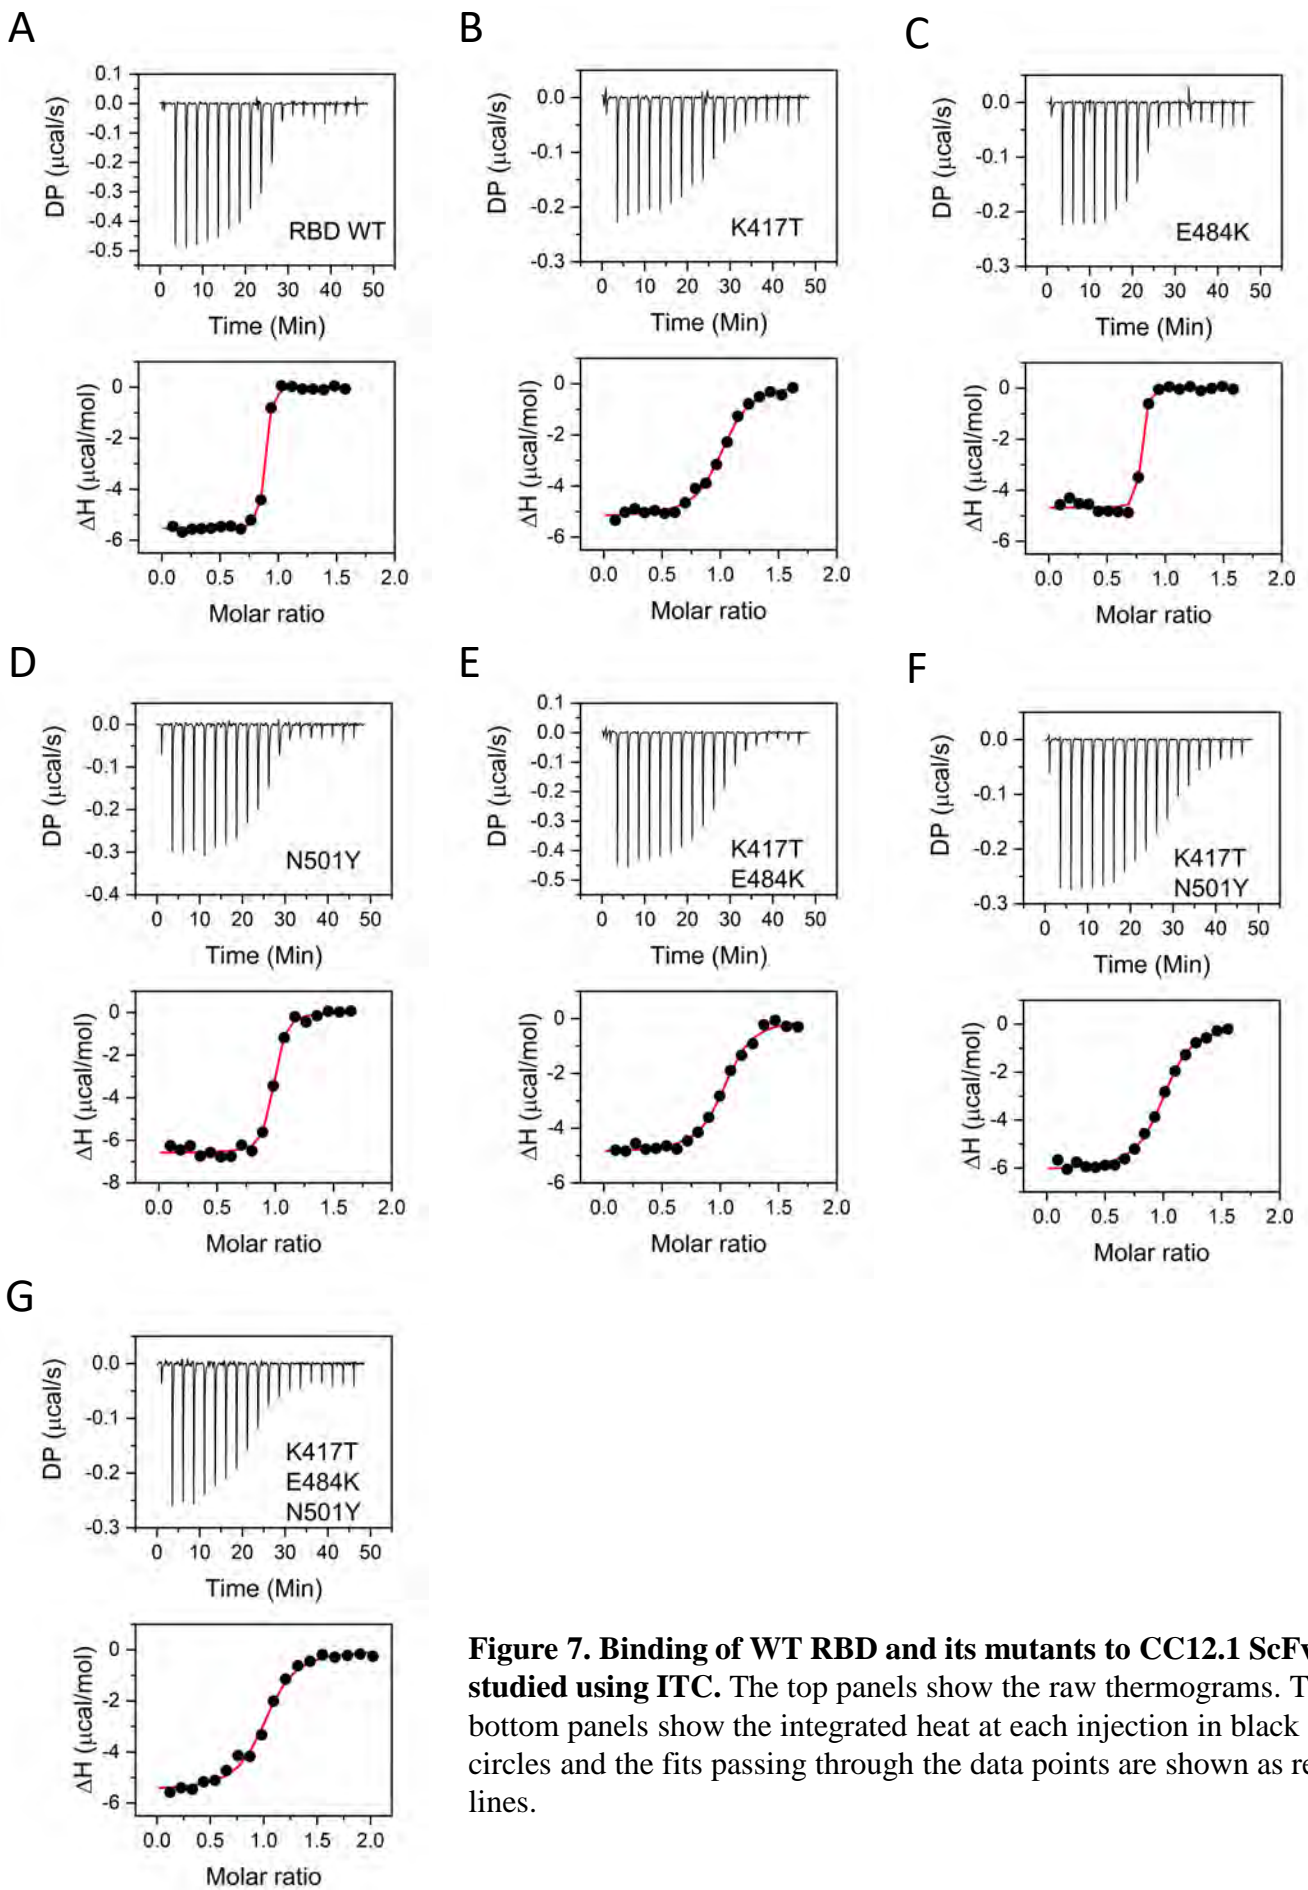 A
0.1
0.0
-0.1
-0.2
-0.3
-0.4
-0.5
DP (µcal/s)
RBD WT
0 10 20 30 40 50
Time (Min)
0
-2
-4
-6
ΔH (µcal/mol)
0.0 0.5 1.0 1.5 2.0
Molar ratio
B
0.0
-0.1
-0.2
-0.3
DP (µcal/s)
K417T
0 10 20 30 40 50
Time (Min)
0
-2
-4
-6
ΔH (µcal/mol)
0.0 0.5 1.0 1.5 2.0
Molar ratio
C
0.0
-0.1
-0.2
-0.3
DP (µcal/s)
E484K
0 10 20 30 40 50
Time (Min)
0
-2
-4
-6
ΔH (µcal/mol)
0.0 0.5 1.0 1.5 2.0
Molar ratio
D
0.0
-0.1
-0.2
-0.3
-0.4
DP (µcal/s)
N501Y
0 10 20 30 40 50
Time (Min)
0
-2
-4
-6
-8
ΔH (µcal/mol)
0.0 0.5 1.0 1.5 2.0
Molar ratio
E
0.1
0.0
-0.1
-0.2
-0.3
-0.4
-0.5
DP (µcal/s)
K417T
E484K
0 10 20 30 40 50
Time (Min)
0
-2
-4
-6
ΔH (µcal/mol)
0.0 0.5 1.0 1.5 2.0
Molar ratio
F
0.0
-0.1
-0.2
-0.3
DP (µcal/s)
K417T
N501Y
0 10 20 30 40 50
Time (Min)
0
-2
-4
-6
ΔH (µcal/mol)
0.0 0.5 1.0 1.5 2.0
Molar ratio
G
0.0
-0.1
-0.2
-0.3
DP (µcal/s)
K417T
E484K
N501Y
0 10 20 30 40 50
Time (Min)
0
-2
-4
-6
ΔH (µcal/mol)
0.0 0.5 1.0 1.5 2.0
Molar ratio
Figure 7. Binding of WT RBD and its mutants to CC12.1 ScFv
studied using ITC. The top panels show the raw thermograms. T
bottom panels show the integrated heat at each injection in black
circles and the fits passing through the data points are shown as re
lines.